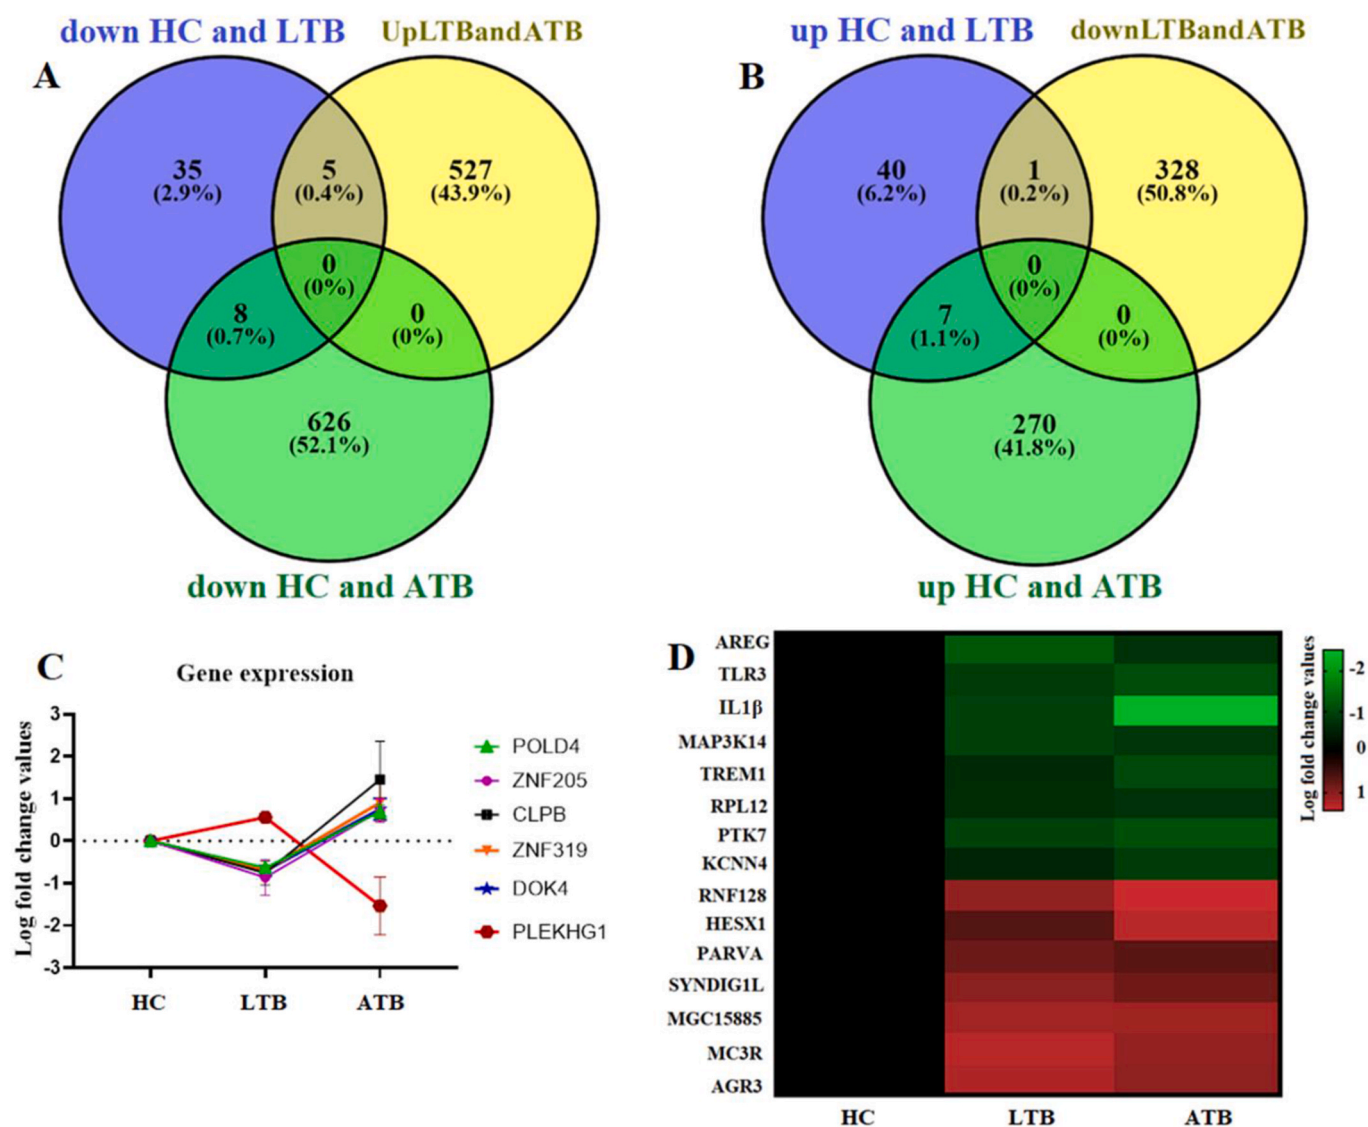 down HC and LTB
UpLTBandATB
A
35
(2.9%)
5
(0.4%)
527
(43.9%)
0
(0%)
8
(0.7%)
0
(0%)
626
(52.1%)
down HC and ATB
up HC and LTB
downLTBandATB
B
40
(6.2%)
1
(0.2%)
328
(50.8%)
0
(0%)
7
(1.1%)
0
(0%)
270
(41.8%)
up HC and ATB
C
Gene expression
Log fold change values
3
2
1
0
-1
-2
-3
HC
LTB
ATB
POLD4
ZNF205
CLPB
ZNF319
DOK4
PLEKHG1
D
AREG
TLR3
IL1β
MAP3K14
TREM1
RPL12
PTK7
KCNN4
RNF128
HESX1
PARVA
SYNDIG1L
MGC15885
MC3R
AGR3
HC
LTB
ATB
Log fold change values
-2
-1
0
1